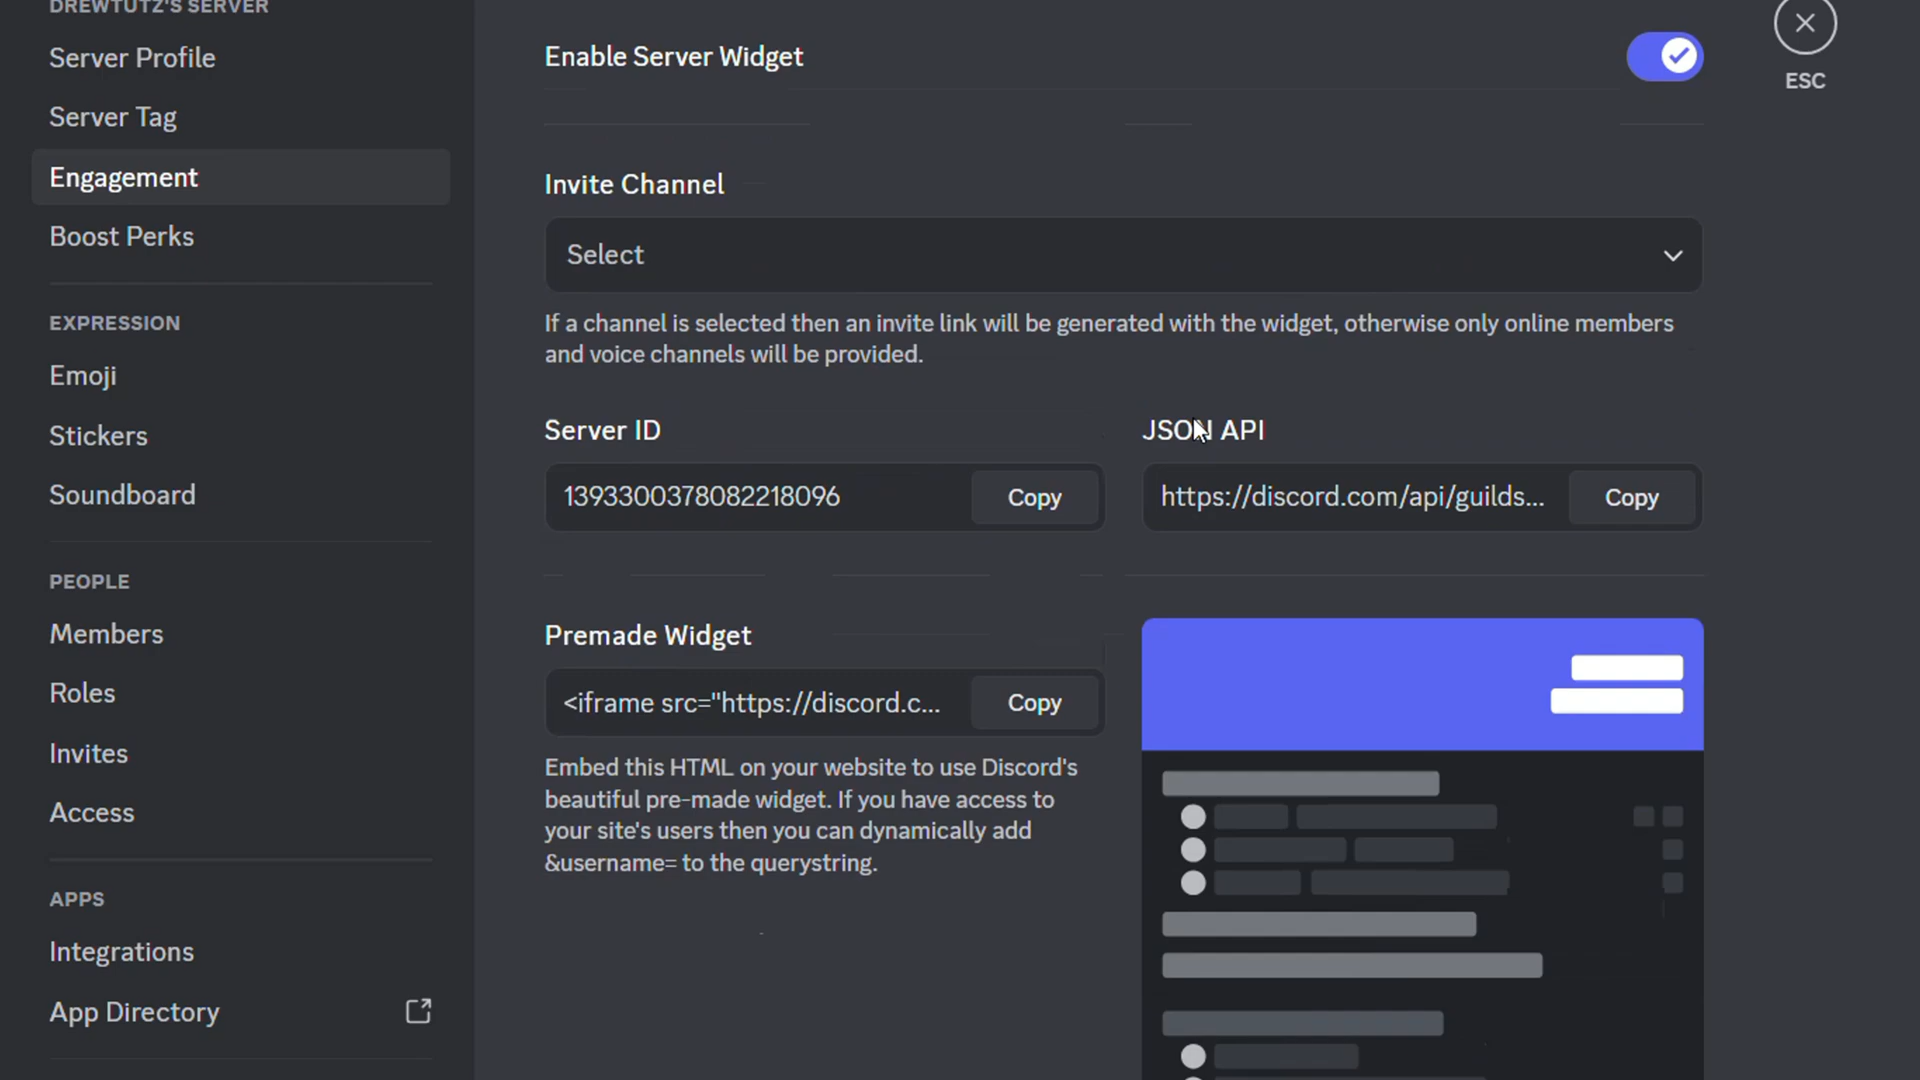 DREWTUTZ'S SERVER
Server Profile
Server Tag
Engagement
Boost Perks
EXPRESSION
Emoji
Stickers
Soundboard
PEOPLE
Members
Roles
Invites
Access
APPS
Integrations
App Directory
Enable Server Widget
ESC
Invite Channel
Select
If a channel is selected then an invite link will be generated with the widget, otherwise only online members
and voice channels will be provided.
Server ID
1393300378082218096 Copy
JSON API
https://discord.com/api/guilds... Copy
Premade Widget
<iframe src="https://discord.c... Copy
Embed this HTML on your website to use Discord's
beautiful pre-made widget. If you have access to
your site's users then you can dynamically add
&username= to the querystring.